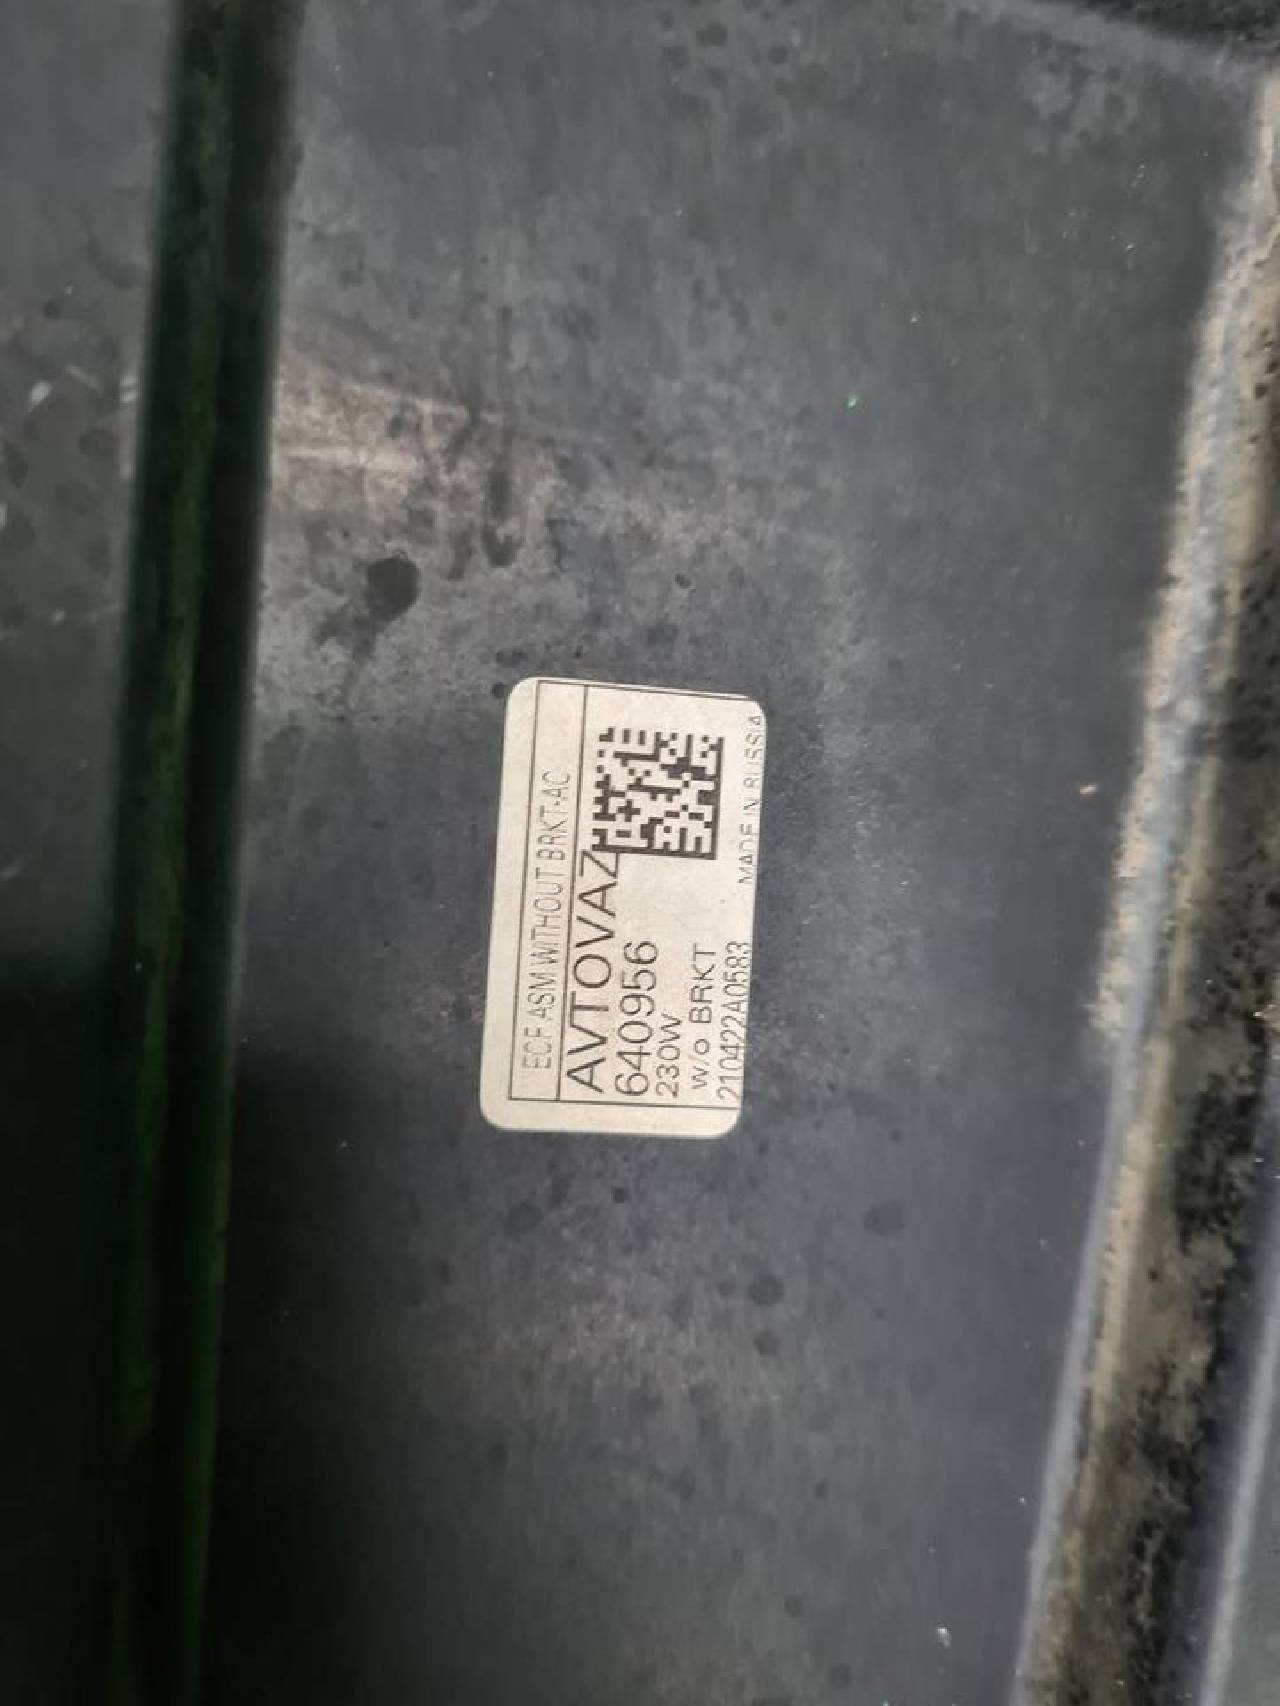 ECF ASM WITHOUT BRKT-AC
AVTOVAZ
640956
230W
w/o BRKT
210422A0583
MADE IN RUSSIA